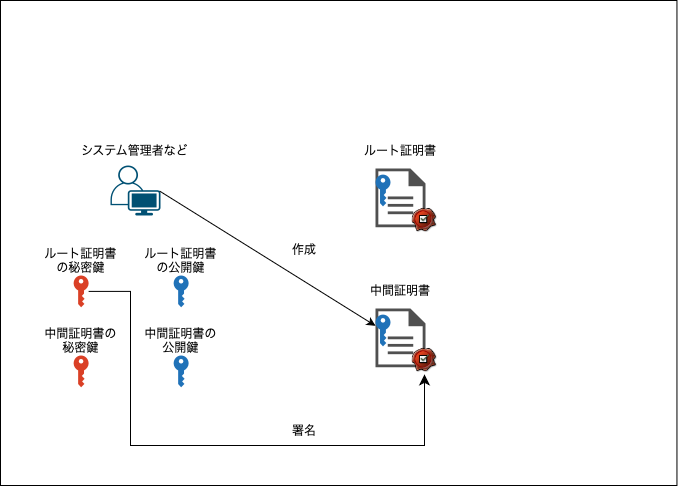 システム管理者など
ルート証明書
作成
ルート証明書
の秘密鍵
ルート証明書
の公開鍵
中間証明書
中間証明書の
秘密鍵
中間証明書の
公開鍵
署名